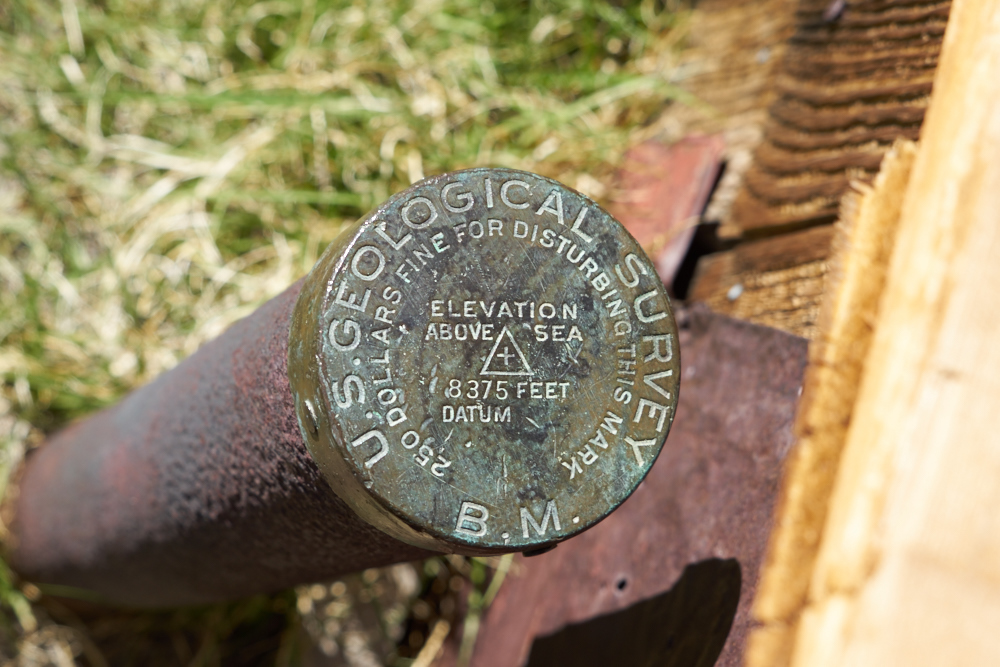 U.S. GEOLOGICAL SURVEY
250 DOLLARS FINE FOR DISTURBING THIS MARK
ELEVATION
ABOVE SEA
8375 FEET
DATUM
B.M.